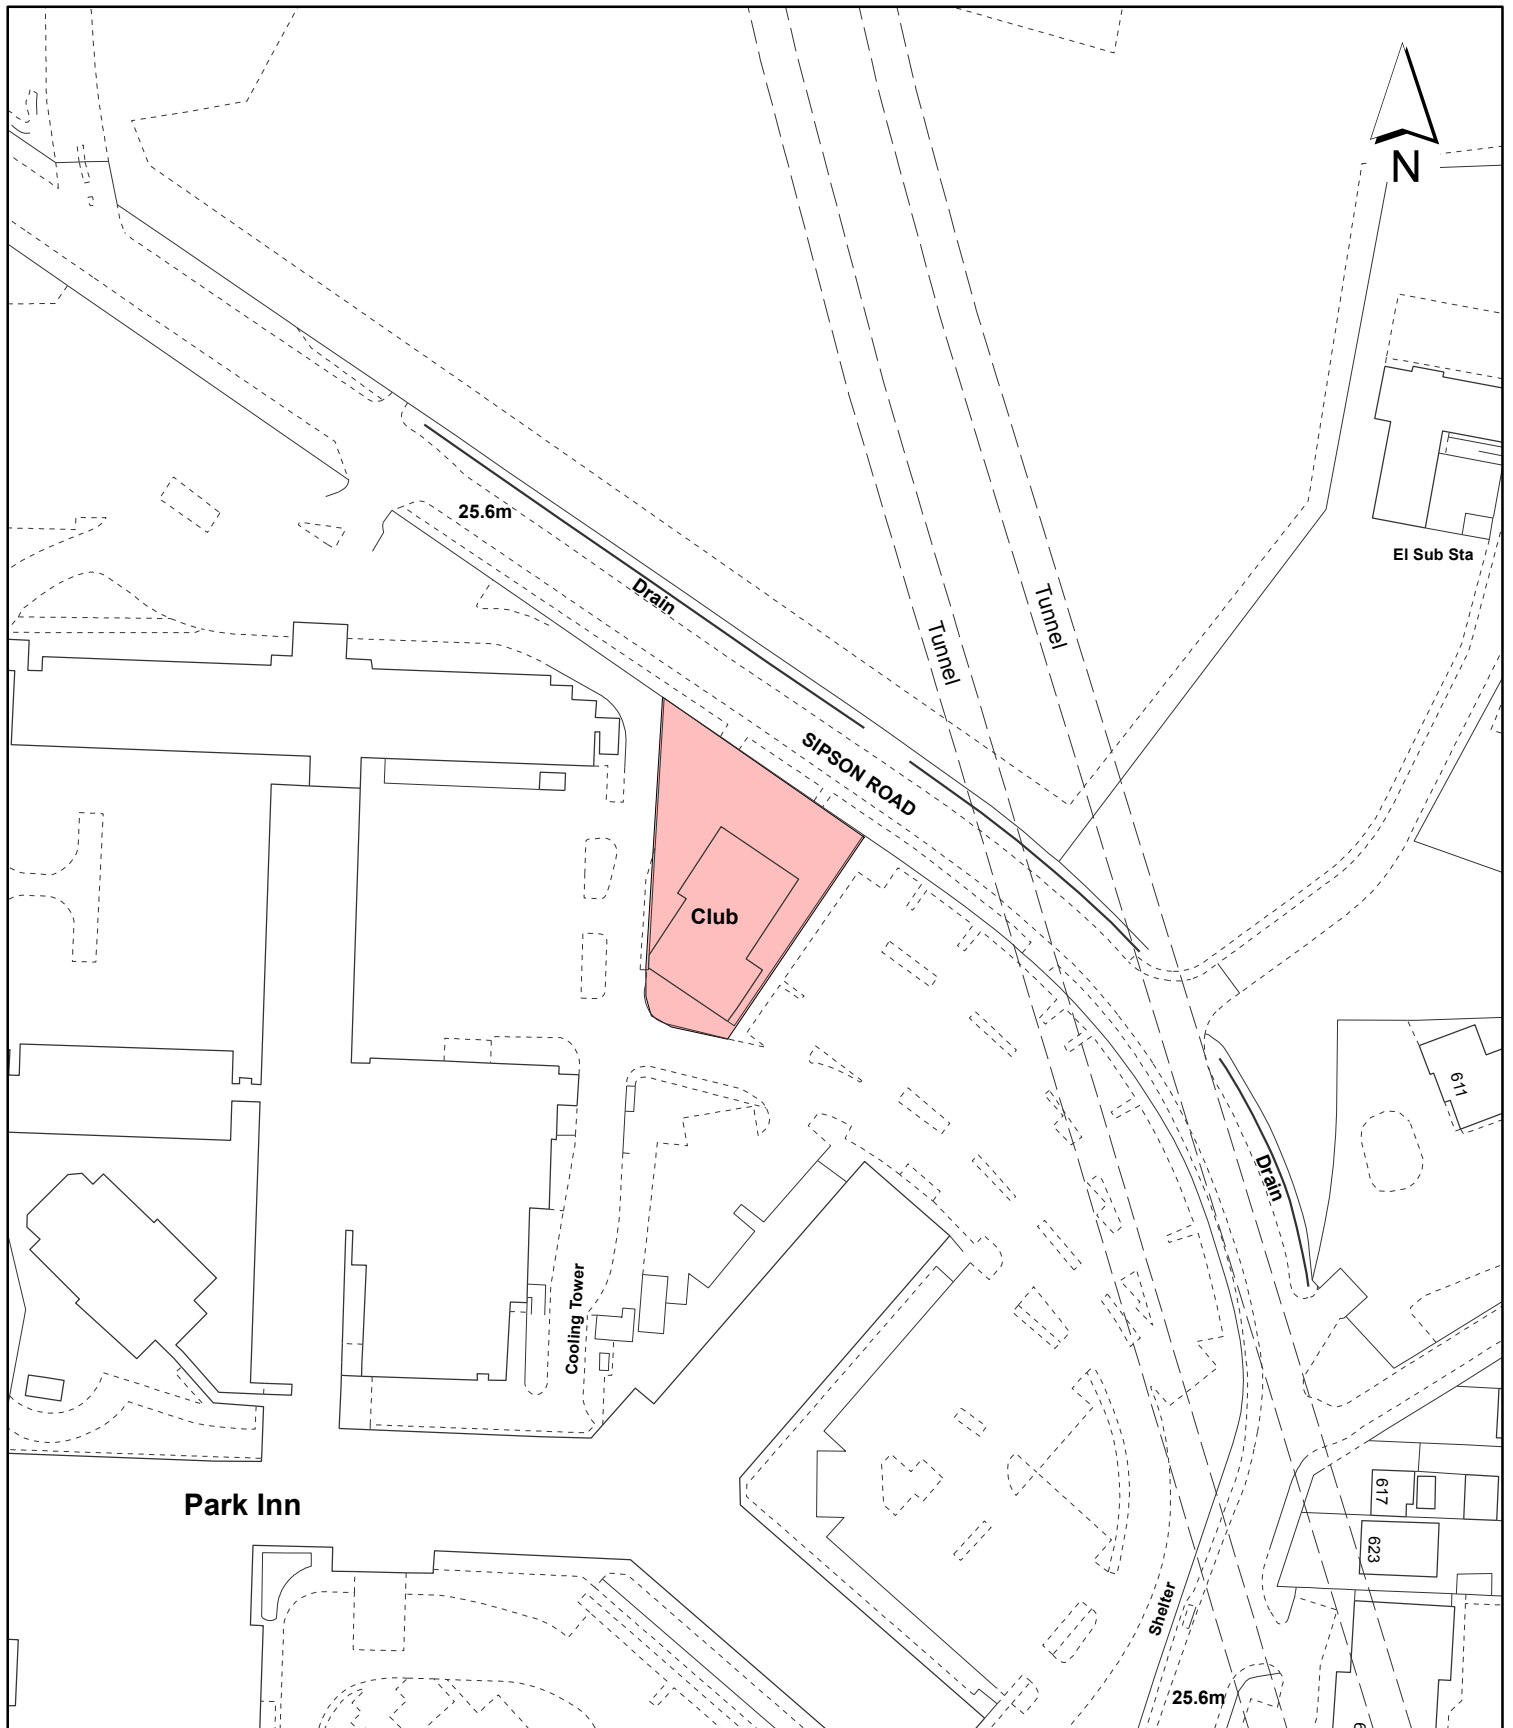 N
25.6m
El Sub Sta
Drain
Tunnel
Tunnel
SIPSON ROAD
Club
611
Drain
Cooling Tower
617
Park Inn
623
Shelter
25.6m